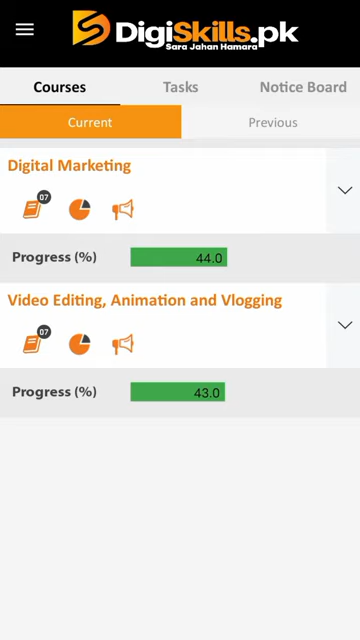 DigiSkills.pk
Sara Jahan Hamara
Courses Tasks Notice Board
Current Previous
Digital Marketing
07
Progress (%) 44.0
Video Editing, Animation and Vlogging
07
Progress (%) 43.0